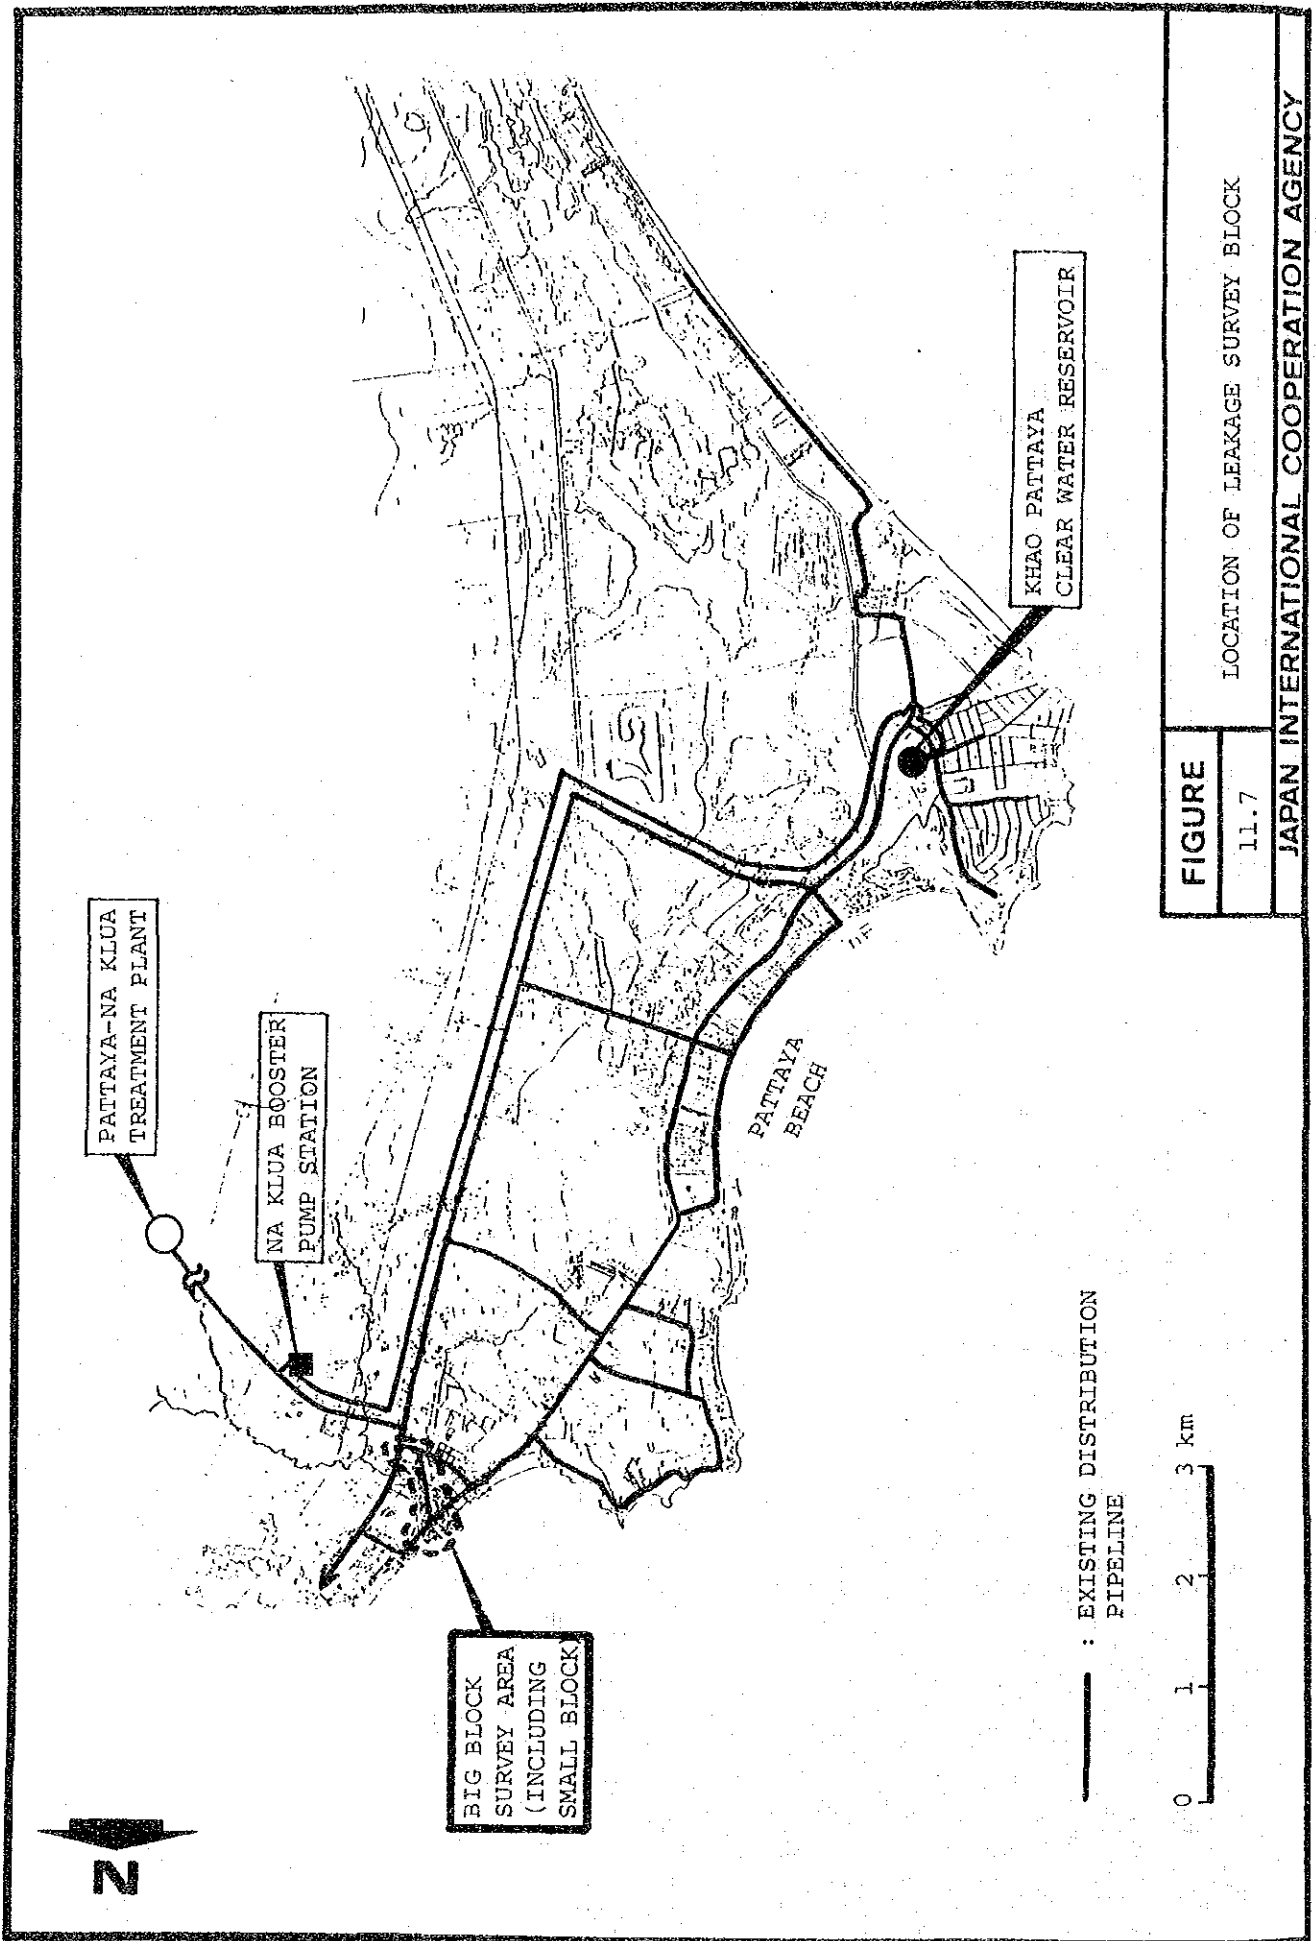 N
PATTAYA-NA KLUA
TREATMENT PLANT
NA KLUA BOOSTER
PUMP STATION
BIG BLOCK
SURVEY AREA
(INCLUDING
SMALL BLOCK)
PATTAYA
BEACH
KHAO PATTAYA
CLEAR WATER RESERVOIR
: EXISTING DISTRIBUTION
PIPELINE
0 1 2 3 km
FIGURE
11.7
LOCATION OF LEAKAGE SURVEY BLOCK
JAPAN INTERNATIONAL COOPERATION AGENCY